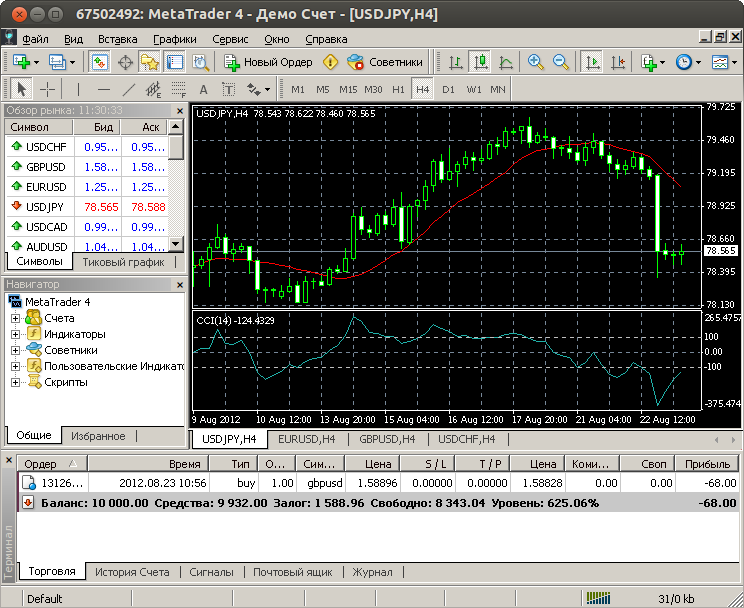 67502492: MetaTrader 4 - Демо Счет - [USDJPY,H4]
Файл Вид Вставка Графики Сервис Окно Справка
Новый Ордер Советники
A T M1 M5 M15 M30 H1 H4 D1 W1 MN
Обзор рынка: 11:30:33
Символ Бид Аск
USDCHF 0.95... 0.95...
GBPUSD 1.58... 1.58...
EURUSD 1.25... 1.25...
USDJPY 78.565 78.588
USDCAD 0.99... 0.99...
AUDUSD 1.04... 1.04...
Символы Тиковый график
Навигатор
MetaTrader 4
Счета
Индикаторы
Советники
Пользовательские Индикатс
Скрипты
Общие Избранное
USDJPY,H4 78.543 78.622 78.460 78.565
79.725
79.460
79.195
78.925
78.660
78.565
78.395
78.130
CCI(14) -124.4329
265.4757
100
0.00
-100
-375.474
9 Aug 2012 10 Aug 12:00 13 Aug 20:00 15 Aug 04:00 16 Aug 12:00 17 Aug 20:00 21 Aug 04:00 22 Aug 12:00
USDJPY,H4 EURUSD,H4 GBPUSD,H4 USDCHF,H4
Ордер Время Тип О... Сим... Цена S / L T / P Цена Коми... Своп Прибыль
13126... 2012.08.23 10:56 buy 1.00 gbpusd 1.58896 0.00000 0.00000 1.58828 0.00 0.00 -68.00
Баланс: 10 000.00 Средства: 9 932.00 Залог: 1 588.96 Свободно: 8 343.04 Уровень: 625.06% -68.00
Терминал
Торговля История Счета Сигналы Почтовый ящик Журнал
Default 31/0 kb